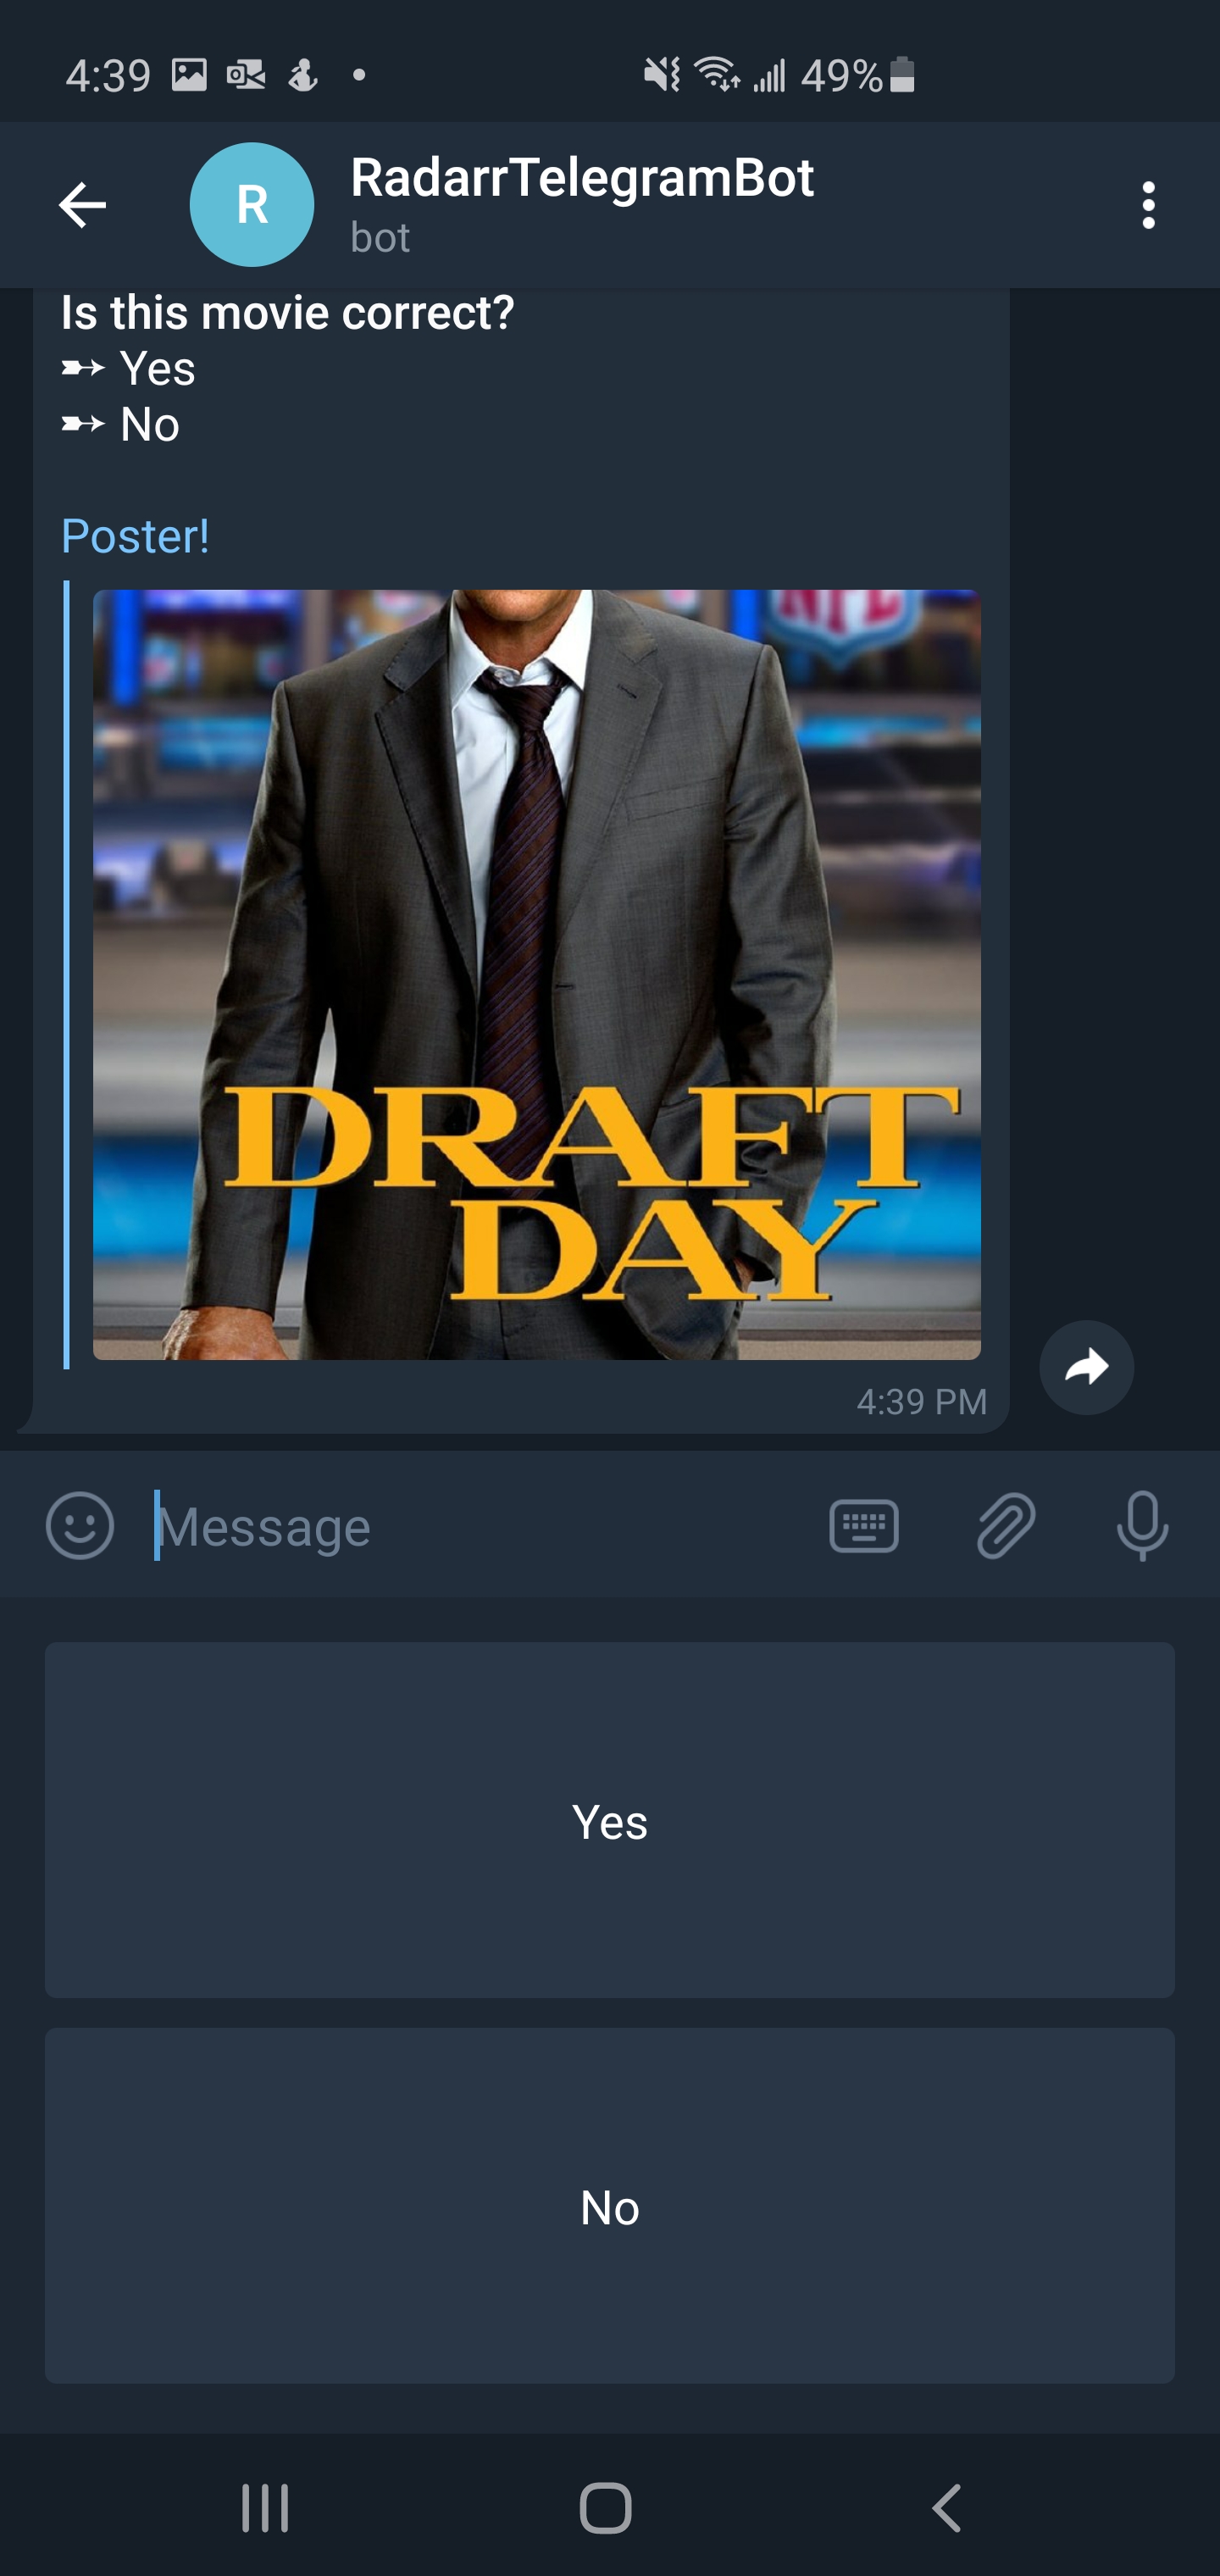 4:39 49%
R
RadarrTelegramBot
bot
Is this movie correct?
➼ Yes
➼ No
Poster!
NFL
DRAFT
DAY
4:39 PM
Message
Yes
No